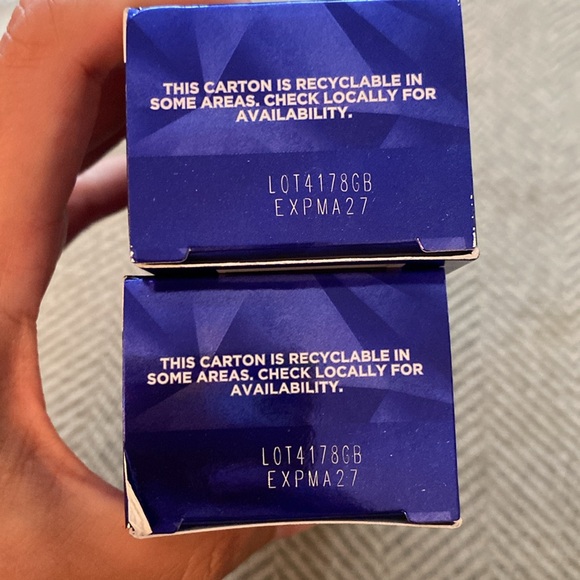 THIS CARTON IS RECYCLABLE IN
SOME AREAS. CHECK LOCALLY FOR
AVAILABILITY.
LOT4178GB
EXPMA27
THIS CARTON IS RECYCLABLE IN
SOME AREAS. CHECK LOCALLY FOR
AVAILABILITY.
LOT4178GB
EXPMA27